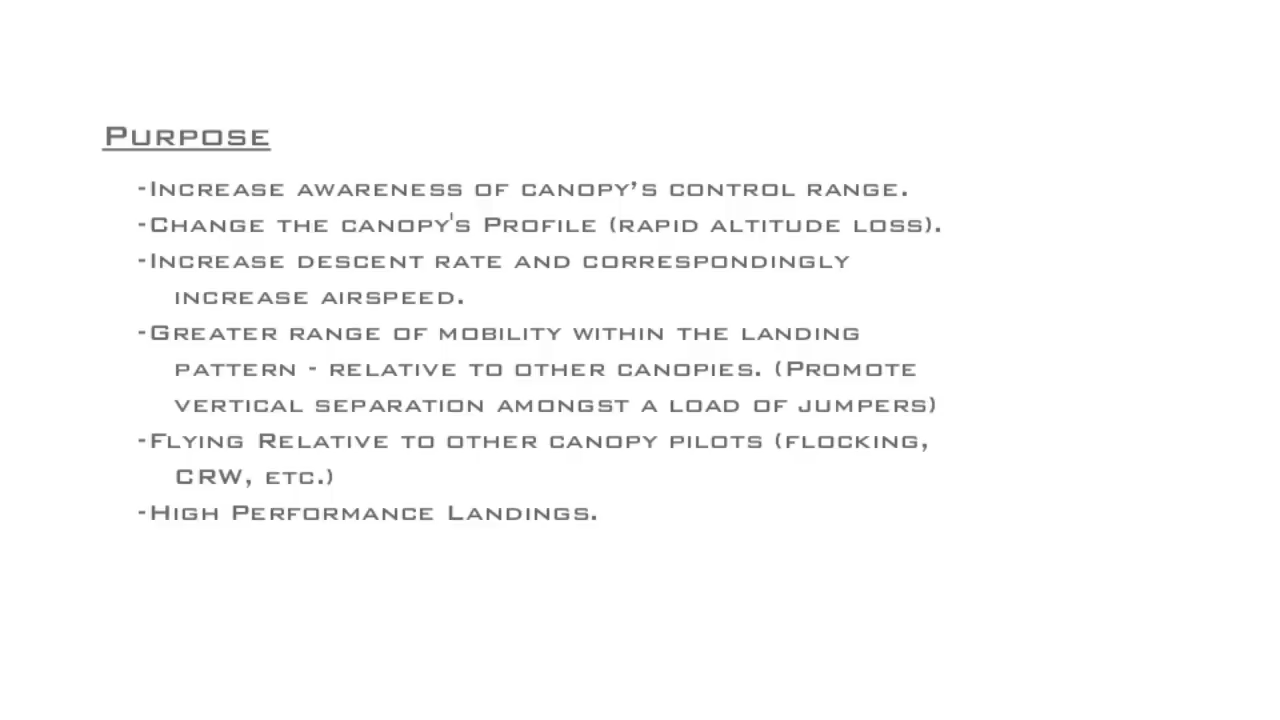 Purpose
-Increase awareness of canopy’s control range.
-Change the canopy's Profile (rapid altitude loss).
-Increase descent rate and correspondingly
increase airspeed.
-Greater range of mobility within the landing
pattern - relative to other canopies. (Promote
vertical separation amongst a load of jumpers)
-Flying Relative to other canopy pilots (flocking,
CRW, etc.)
-High Performance Landings.